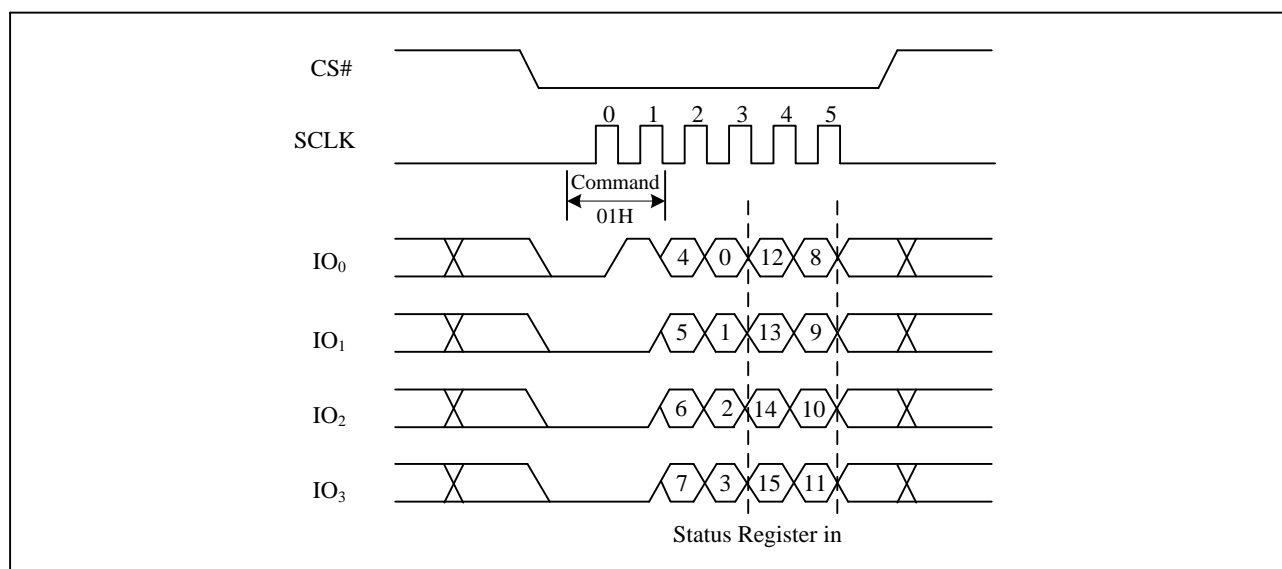 CS#
0 1 2 3 4 5
SCLK
Command
01H
IO0 4 0 12 8
IO1 5 1 13 9
IO2 6 2 14 10
IO3 7 3 15 11
Status Register in